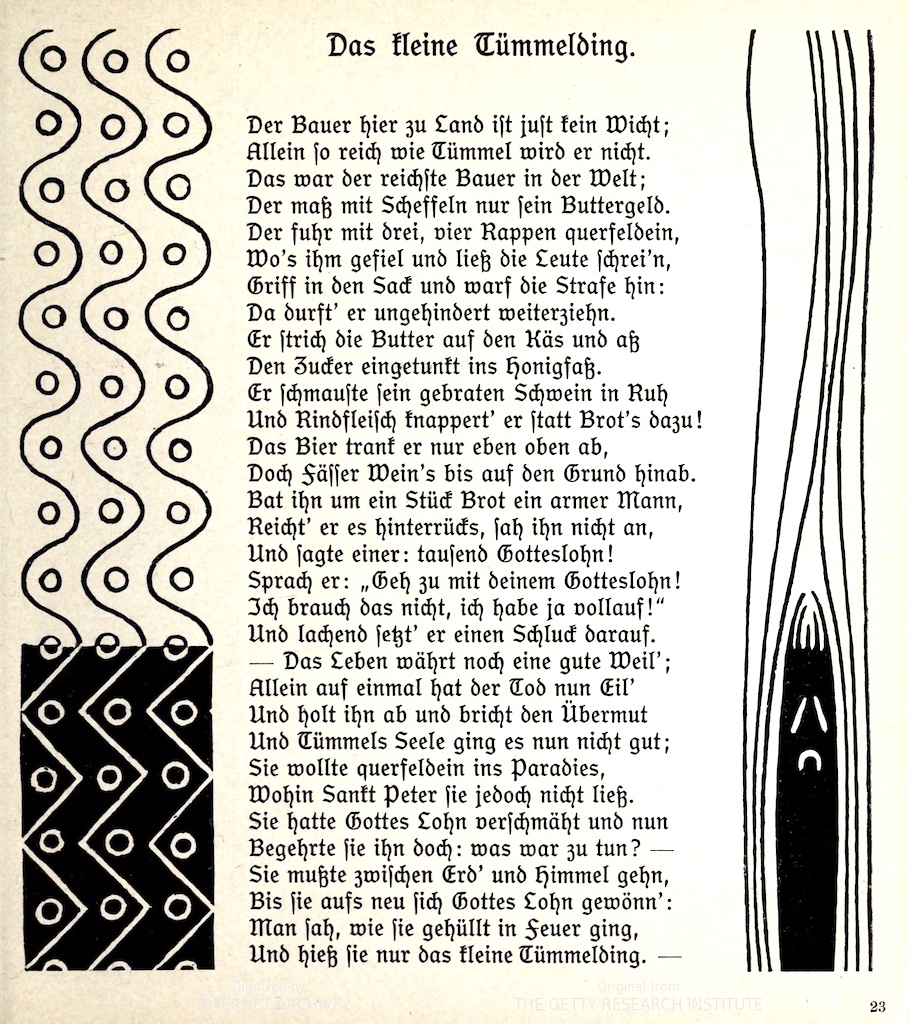 Das kleine Tümmelding.
Der Bauer hier zu Land ist just kein Wicht;
Allein so reich wie Tümmel wird er nicht.
Das war der reichste Bauer in der Welt;
Der maß mit Scheffeln nur sein Buttergeld.
Der fuhr mit drei, vier Rappen querfeldein,
Wo's ihm gefiel und ließ die Leute schrei'n,
Griff in den Sack und warf die Strafe hin:
Da durft' er ungehindert weiterziehn.
Er strich die Butter auf den Käs und aß
Den Zucker eingetunkt ins Honigfaß.
Er schmauste sein gebraten Schwein in Ruh
Und Rindfleisch knappert' er statt Brot's dazu!
Das Bier trank er nur eben oben ab,
Doch Fässer Wein's bis auf den Grund hinab.
Bat ihn um ein Stück Brot ein armer Mann,
Reicht' er es hinterrücks, sah ihn nicht an,
Und sagte einer: tausend Gotteslohn!
Sprach er: „Geh zu mit deinem Gotteslohn!
Ich brauch das nicht, ich habe ja vollauf!“
Und lachend setzt' er einen Schluck darauf.
— Das Leben währt noch eine gute Weil';
Allein auf einmal hat der Tod nun Eil'
Und holt ihn ab und bricht den Übermut
Und Tümmels Seele ging es nun nicht gut;
Sie wollte querfeldein ins Paradies,
Wohin Sankt Peter sie jedoch nicht ließ.
Sie hatte Gottes Lohn verschmäht und nun
Begehrte sie ihn doch: was war zu tun? —
Sie mußte zwischen Erd' und Himmel gehn,
Bis sie aufs neu sich Gottes Lohn gewönn':
Man sah, wie sie gehüllt in Feuer ging,
Und hieß sie nur das kleine Tümmelding. —
Digitized by
INTERNET ARCHIVE
Original from
THE GETTY RESEARCH INSTITUTE
23